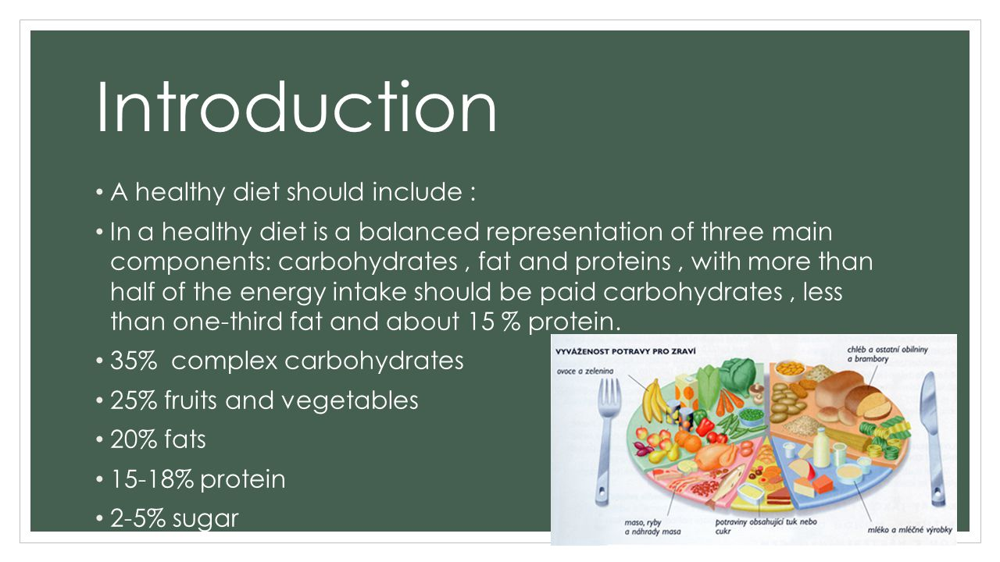 Introduction
• A healthy diet should include :
• In a healthy diet is a balanced representation of three main
components: carbohydrates , fat and proteins , with more than
half of the energy intake should be paid carbohydrates , less
than one-third fat and about 15 % protein.
• 35%  complex carbohydrates
• 25% fruits and vegetables
• 20% fats
• 15-18% protein
• 2-5% sugar
VYVÁŽENOST POTRAVY PRO ZRAVÍ
ovoce a zelenina
chléb a ostatní obilniny
a brambory
maso, ryby
a náhrady masa
potraviny obsahující tuk nebo
cukr
mléko a mléčné výrobky